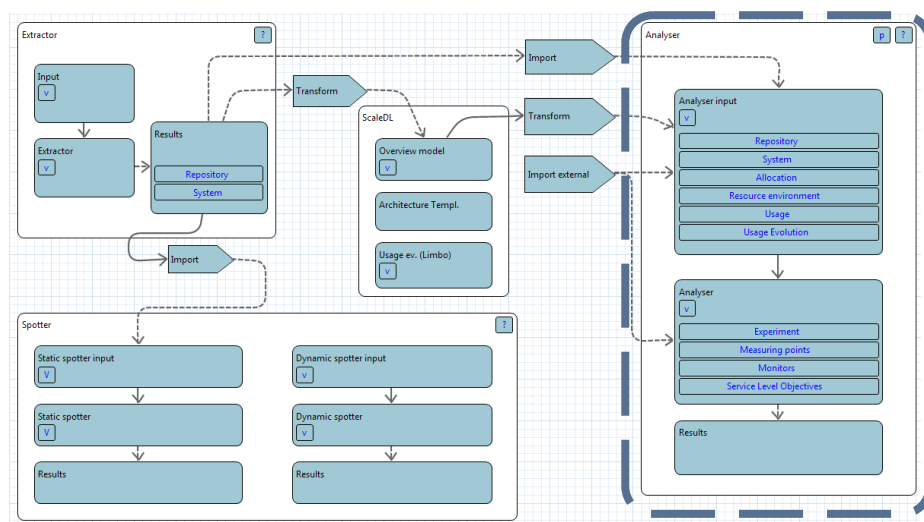 Extractor
?
Input
v
Extractor
v
Results
Repository
System
Import
Transform
ScaleDL
Overview model
v
Architecture Templ.
Usage ev. (Limbo)
v
Import
Transform
Import external
Analyser
p
?
Analyser input
v
Repository
System
Allocation
Resource environment
Usage
Usage Evolution
Analyser
v
Experiment
Measuring points
Monitors
Service Level Objectives
Results
Spotter
?
Static spotter input
V
Static spotter
V
Results
Dynamic spotter input
v
Dynamic spotter
v
Results